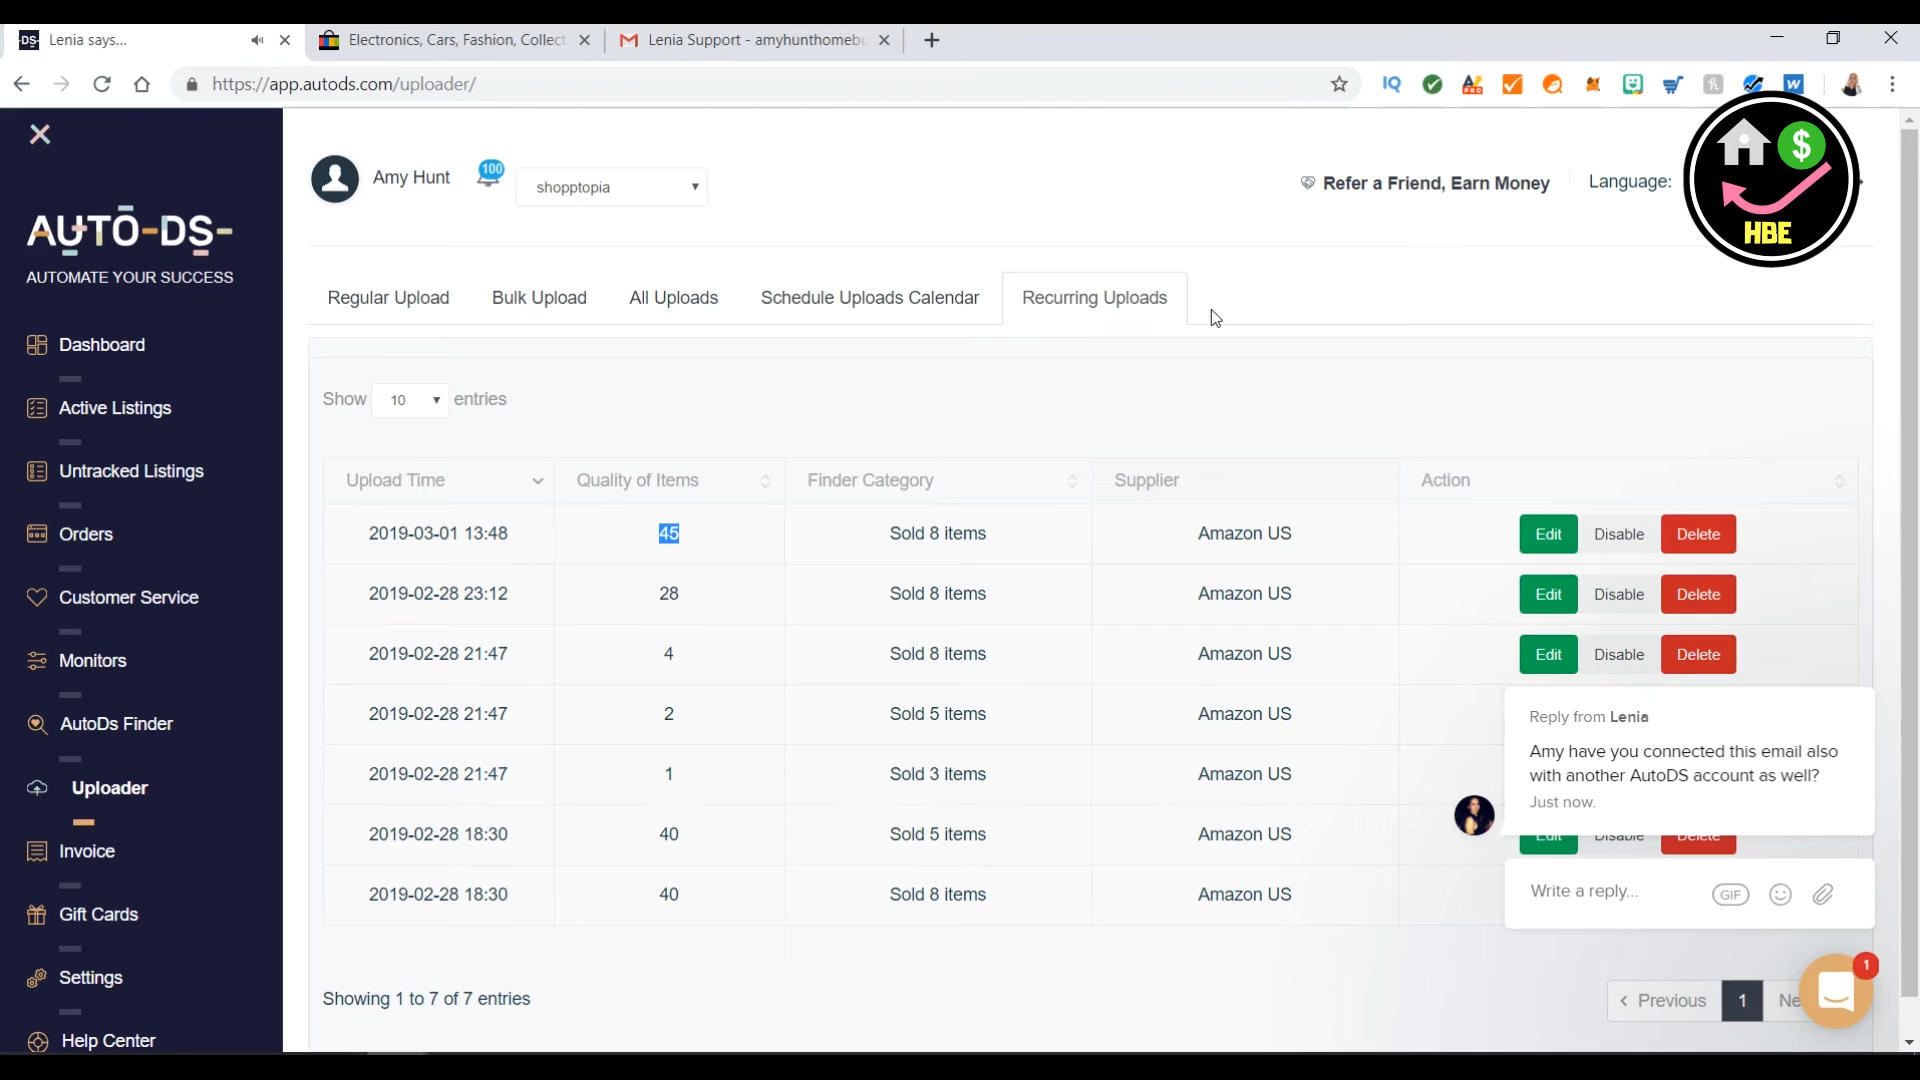 -DS- Lenia says...
Electronics, Cars, Fashion, Collect
Lenia Support - amyhunthomebu
https://app.autods.com/uploader/
IQ
PRO
W
$
HBE
AUTO-DS-
AUTOMATE YOUR SUCCESS
Dashboard
Active Listings
Untracked Listings
Orders
Customer Service
Monitors
AutoDs Finder
Uploader
Invoice
Gift Cards
Settings
Help Center
Amy Hunt
100
shopptopia
Refer a Friend, Earn Money
Language:
Regular Upload
Bulk Upload
All Uploads
Schedule Uploads Calendar
Recurring Uploads
Show 10 entries
Upload Time Quality of Items Finder Category Supplier Action
2019-03-01 13:48 45 Sold 8 items Amazon US Edit Disable Delete
2019-02-28 23:12 28 Sold 8 items Amazon US Edit Disable Delete
2019-02-28 21:47 4 Sold 8 items Amazon US Edit Disable Delete
2019-02-28 21:47 2 Sold 5 items Amazon US
2019-02-28 21:47 1 Sold 3 items Amazon US
2019-02-28 18:30 40 Sold 5 items Amazon US Edit Disable Delete
2019-02-28 18:30 40 Sold 8 items Amazon US
Reply from Lenia
Amy have you connected this email also
with another AutoDS account as well?
Just now.
Write a reply...
GIF
Showing 1 to 7 of 7 entries
Previous 1 Ne
1